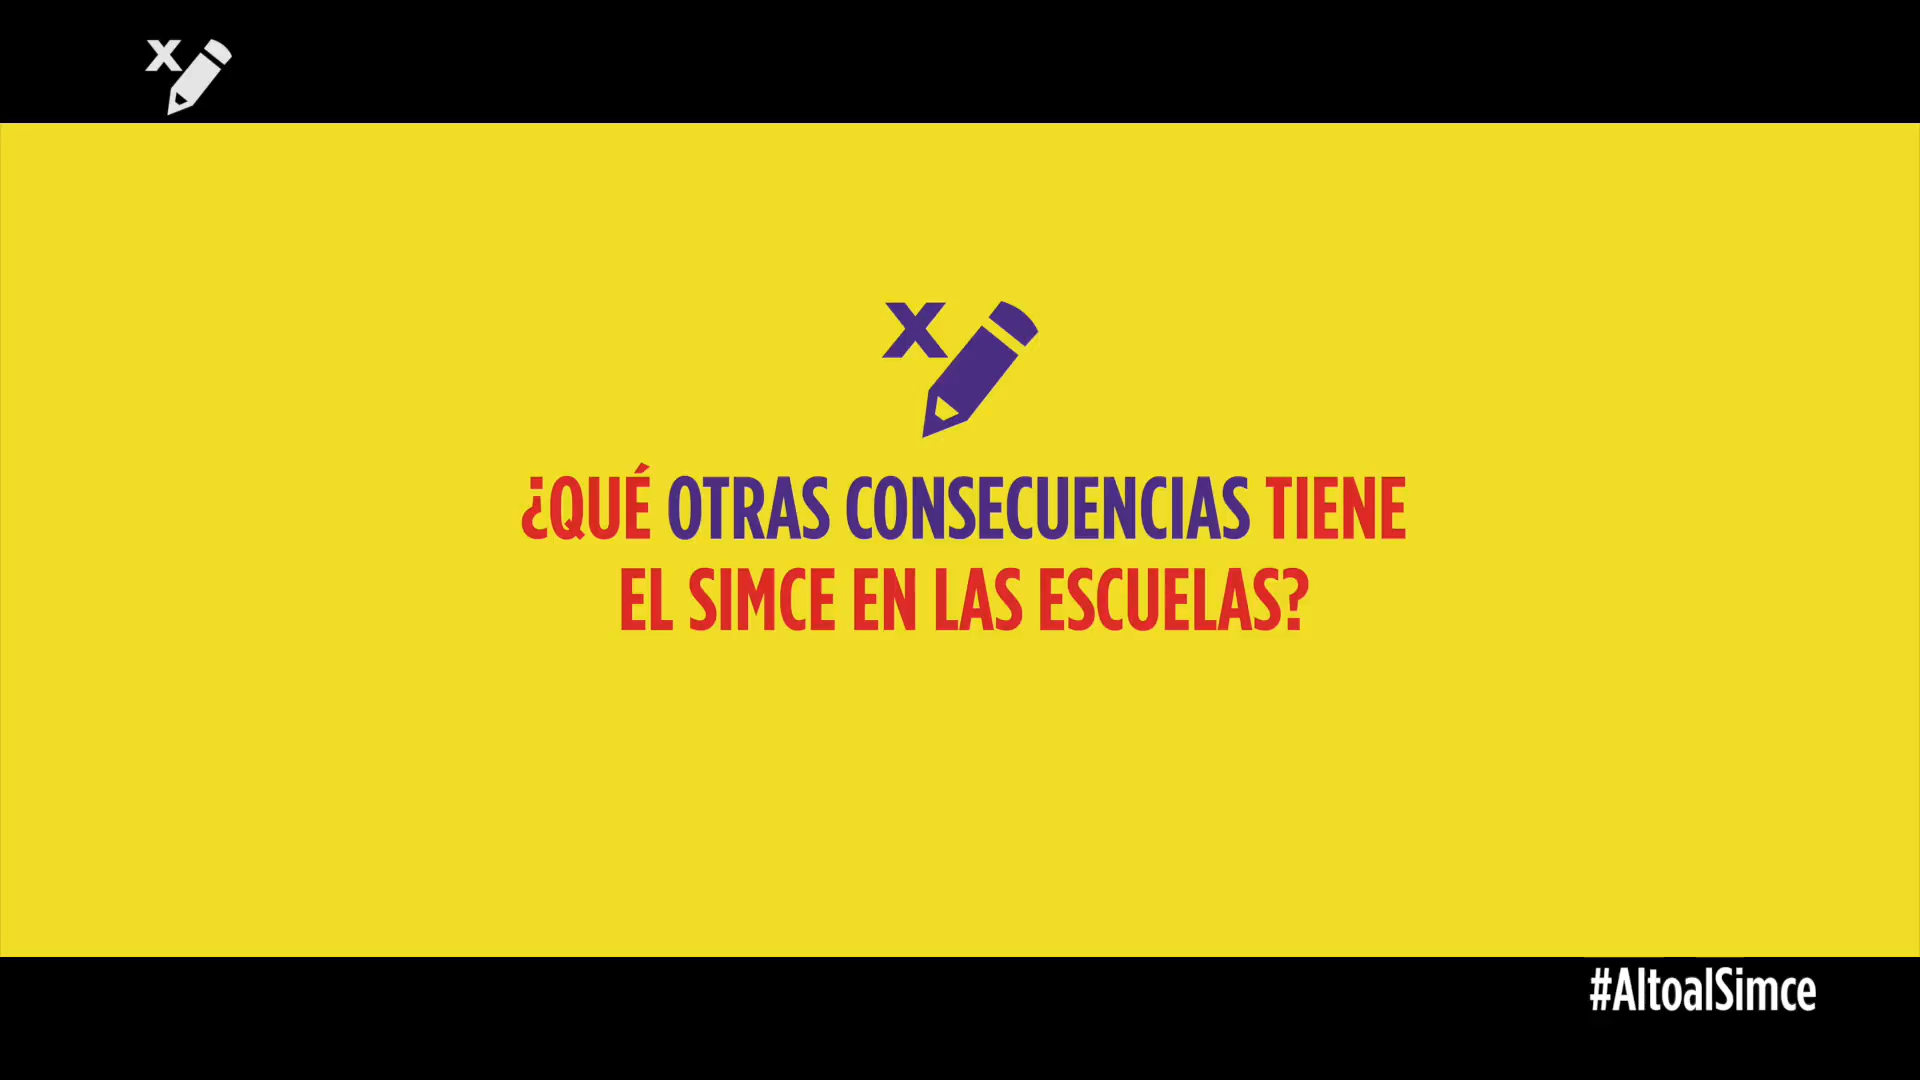 ¿QUÉ OTRAS CONSECUENCIAS TIENE
EL SIMCE EN LAS ESCUELAS?
#AltoalSimce